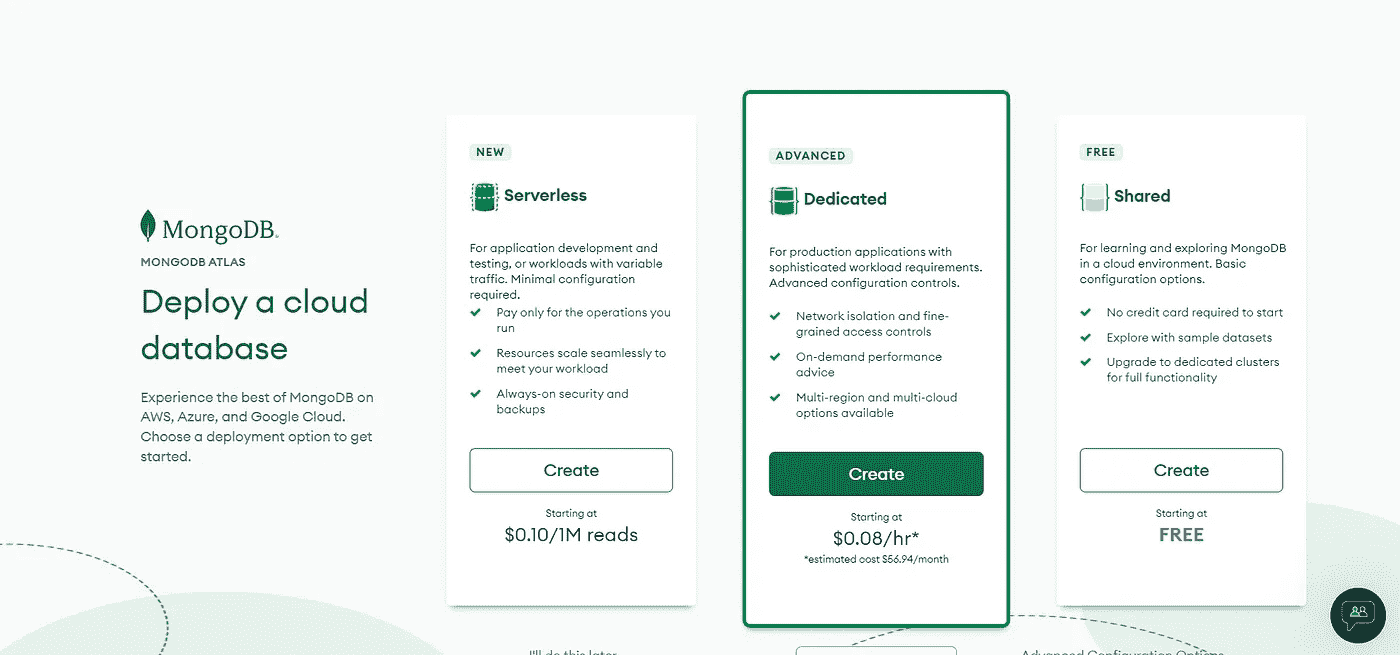 MongoDB.
MONGODB ATLAS
Deploy a cloud
database
Experience the best of MongoDB on
AWS, Azure, and Google Cloud.
Choose a deployment option to get
started.
NEW
Serverless
For application development and
testing, or workloads with variable
traffic. Minimal configuration
required.
Pay only for the operations you
run
Resources scale seamlessly to
meet your workload
Always-on security and
backups
Create
Starting at
$0.10/1M reads
ADVANCED
Dedicated
For production applications with
sophisticated workload requirements.
Advanced configuration controls.
Network isolation and fine-
grained access controls
On-demand performance
advice
Multi-region and multi-cloud
options available
Create
Starting at
$0.08/hr*
*estimated cost $56.94/month
FREE
Shared
For learning and exploring MongoDB
in a cloud environment. Basic
configuration options.
No credit card required to start
Explore with sample datasets
Upgrade to dedicated clusters
for full functionality
Create
Starting at
FREE
I'll do this later
Advanced Configuration Options